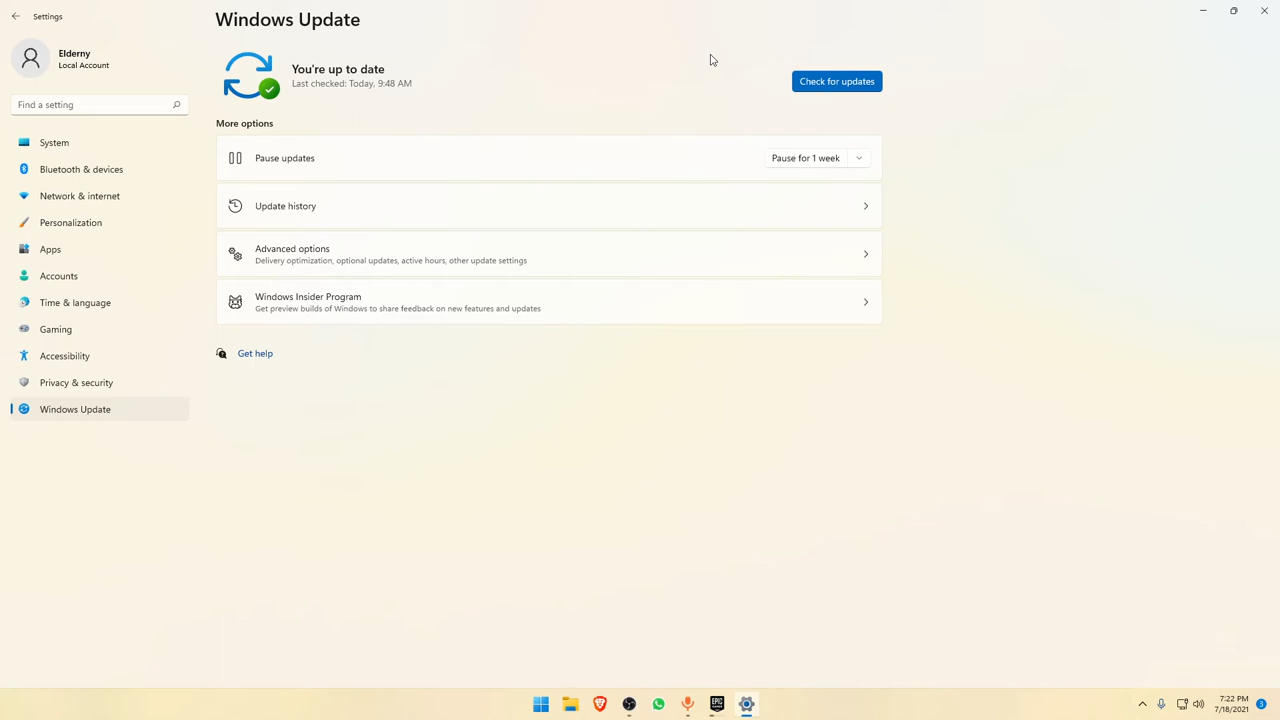 Settings
Elderny
Local Account
Find a setting
System
Bluetooth & devices
Network & internet
Personalization
Apps
Accounts
Time & language
Gaming
Accessibility
Privacy & security
Windows Update
Windows Update
You're up to date
Last checked: Today, 9:48 AM
Check for updates
More options
Pause updates
Pause for 1 week
Update history
Advanced options
Delivery optimization, optional updates, active hours, other update settings
Windows Insider Program
Get preview builds of Windows to share feedback on new features and updates
Get help
EPIC
7:22 PM
7/18/2021
3